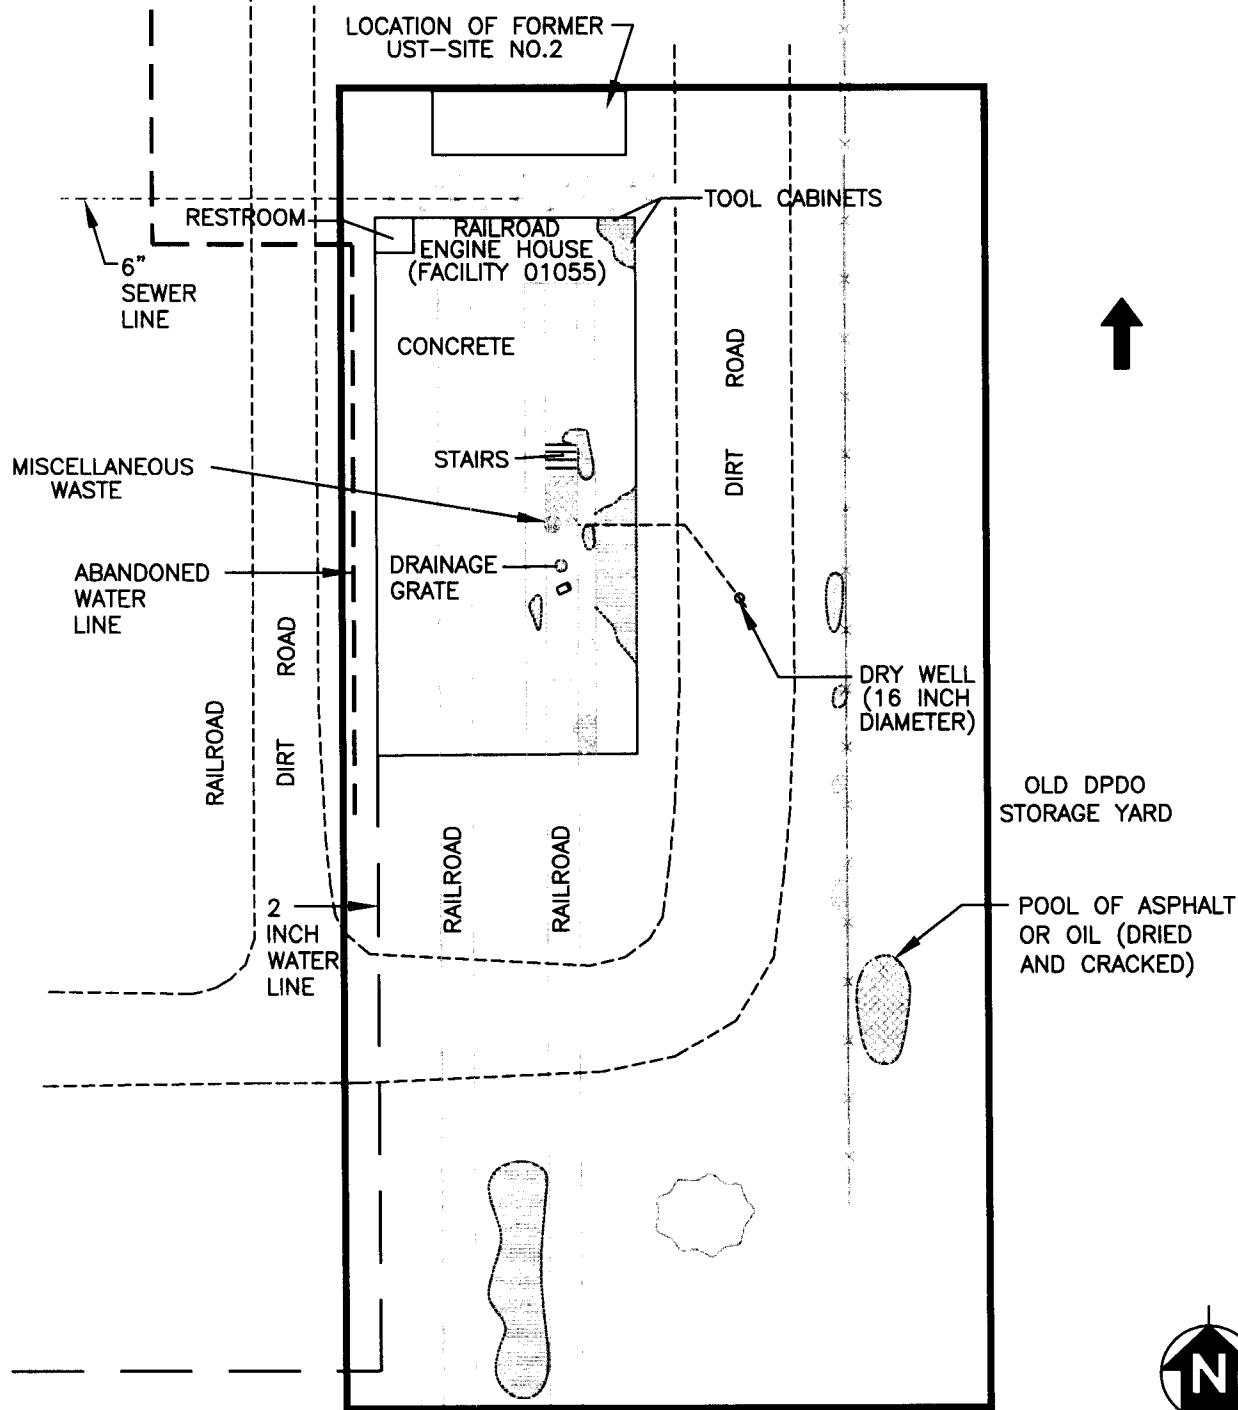 LOCATION OF FORMER
UST-SITE NO.2
TOOL CABINETS
RESTROOM
RAILROAD
ENGINE HOUSE
(FACILITY 01055)
6"
SEWER
LINE
CONCRETE
DIRT ROAD
STAIRS
MISCELLANEOUS
WASTE
DRAINAGE
GRATE
ABANDONED
WATER
LINE
DIRT ROAD
RAILROAD
DRY WELL
(16 INCH
DIAMETER)
OLD DPDO
STORAGE YARD
RAILROAD
RAILROAD
2
INCH
WATER
LINE
POOL OF ASPHALT
OR OIL (DRIED
AND CRACKED)
N